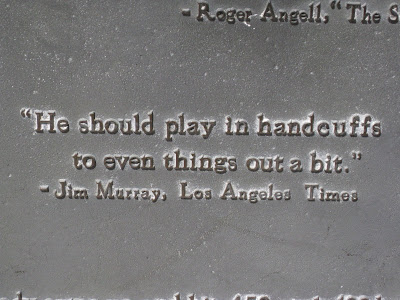 - Roger Angell, "The S
"He should play in handcuffs
to even things out a bit."
- Jim Murray, Los Angeles Times